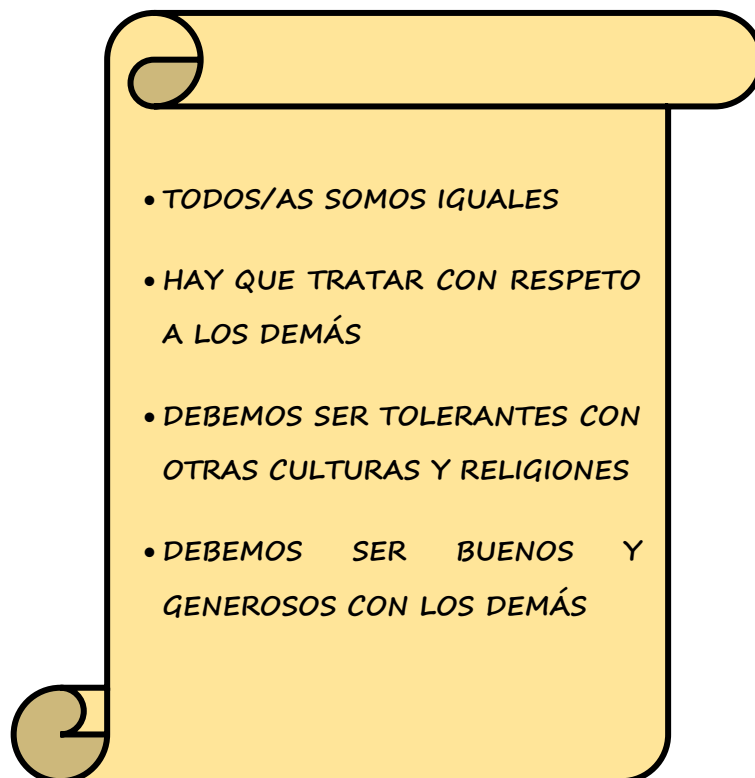 • TODOS/AS SOMOS IGUALES
• HAY QUE TRATAR CON RESPETO
A LOS DEMÁS
• DEBEMOS SER TOLERANTES CON
OTRAS CULTURAS Y RELIGIONES
• DEBEMOS SER BUENOS Y
GENEROSOS CON LOS DEMÁS